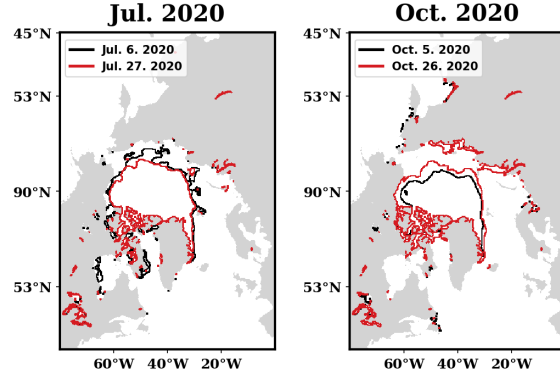 Jul. 2020
Oct. 2020
45°N
Jul. 6. 2020
Jul. 27. 2020
53°N
90°N
53°N
60°W 40°W 20°W
45°N
Oct. 5. 2020
Oct. 26. 2020
53°N
90°N
53°N
60°W 40°W 20°W